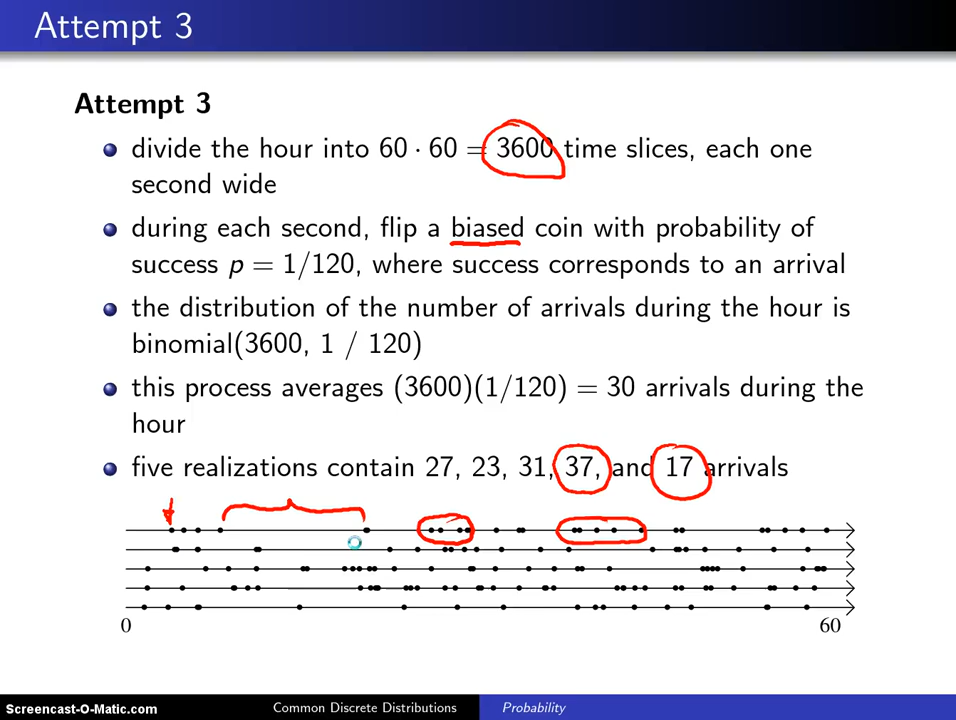 Attempt 3
Attempt 3
divide the hour into 60 · 60 = 3600 time slices, each one
second wide
during each second, flip a biased coin with probability of
success p = 1/120, where success corresponds to an arrival
the distribution of the number of arrivals during the hour is
binomial(3600, 1 / 120)
this process averages (3600)(1/120) = 30 arrivals during the
hour
five realizations contain 27, 23, 31, 37, and 17 arrivals
0 60
Screencast-O-Matic.com Common Discrete Distributions Probability